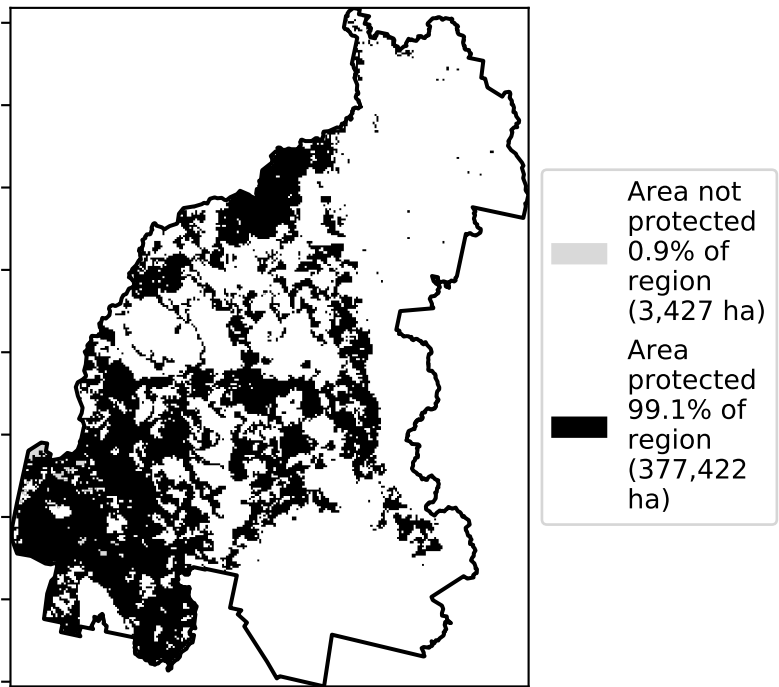 Area not
protected
0.9% of
region
(3,427 ha)
Area
protected
99.1% of
region
(377,422
ha)